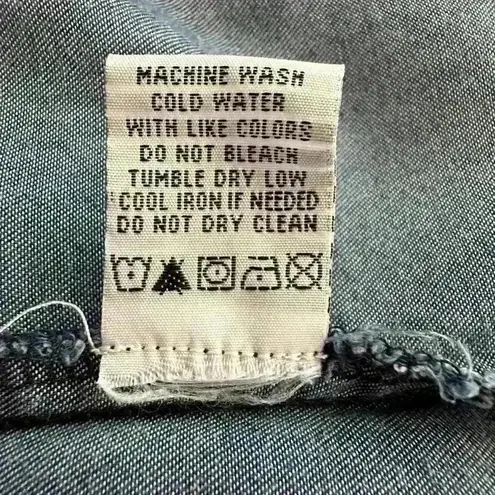 MACHINE WASH
COLD WATER
WITH LIKE COLORS
DO NOT BLEACH
TUMBLE DRY LOW
COOL IRON IF NEEDED
DO NOT DRY CLEAN